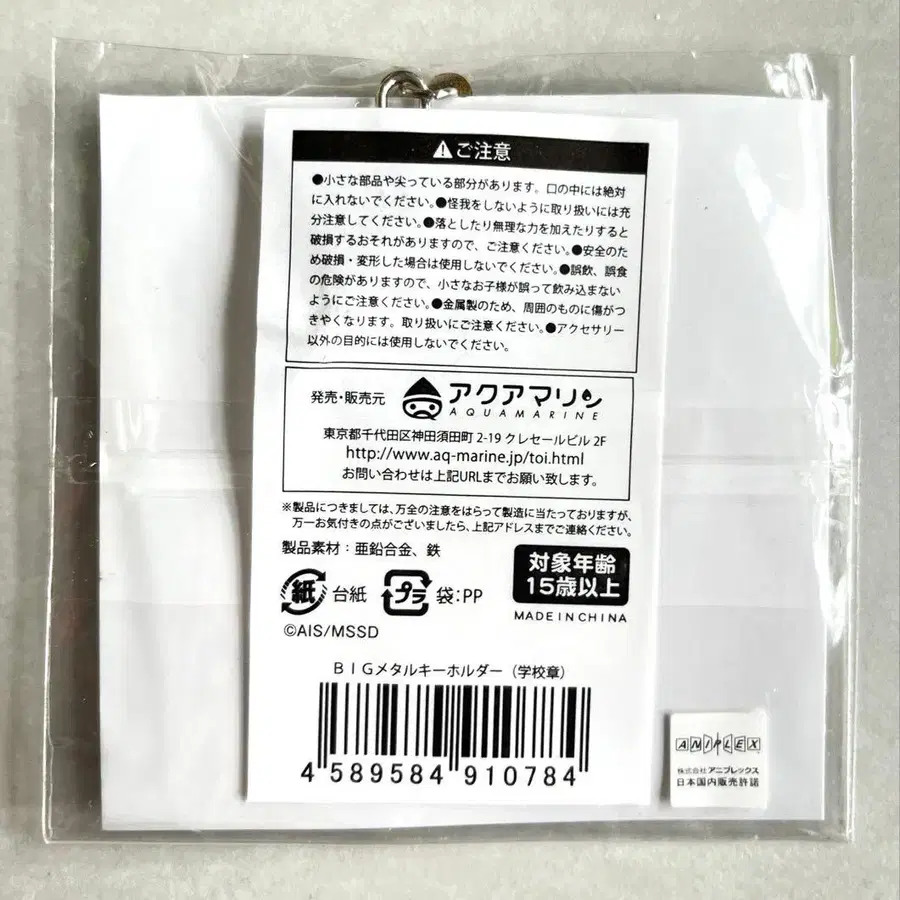 ⚠ご注意
●小さな部品や尖っている部分があります。口の中には絶対
に入れないでください。●怪我をしないように取り扱いには充
分注意してください。●落としたり無理な力を加えたりすると
破損するおそれがありますので、ご注意ください。●安全のた
め破損・変形した場合は使用しないでください。●誤飲、誤食
の危険がありますので、小さなお子様が誤って飲み込まない
ようにご注意ください。●金属製のため、周囲のものに傷がつ
きやくなります。取り扱いにご注意ください。●アクセサリー
以外の目的には使用しないでください。
発売・販売元 アクアマリン
AQUAMARINE
東京都千代田区神田須田町 2-19 クレセールビル 2F
http://www.aq-marine.jp/toi.html
お問い合わせは上記URLまでお願い致します。
※製品につきましては、万全の注意をはらって製造に当たっておりますが、
万一お気付きの点がございましたら、上記アドレスまでご連絡ください。
製品素材：亜鉛合金、鉄
対象年齢
15歳以上
紙 台紙 プラ 袋：PP
MADE IN CHINA
©AIS/MSSD
ＢＩＧメタルキーホルダー（学校章）
4 589584 910784
ANIPLEX
株式会社アニプレックス
日本国内販売許諾